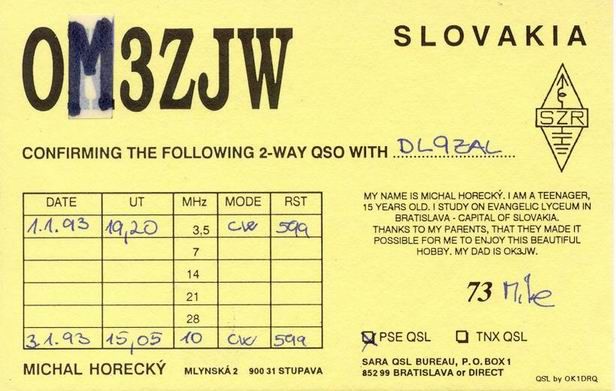 OM3ZJW
SLOVAKIA
SZR
CONFIRMING THE FOLLOWING 2-WAY QSO WITH DL9ZAL
DATE UT MHz MODE RST
1.1.93 19,20 3,5 CW 599
7
14
21
28
3.1.93 15,05 10 CW 599
MICHAL HORECKÝ MLYNSKÁ 2 900 31 STUPAVA
MY NAME IS MICHAL HORECKÝ. I AM A TEENAGER,
15 YEARS OLD. I STUDY ON EVANGELIC LYCEUM IN
BRATISLAVA - CAPITAL OF SLOVAKIA.
THANKS TO MY PARENTS, THAT THEY MADE IT
POSSIBLE FOR ME TO ENJOY THIS BEAUTIFUL
HOBBY. MY DAD IS OK3JW.
73 Mike
PSE QSL TNX QSL
SARA QSL BUREAU, P.O.BOX 1
852 99 BRATISLAVA or DIRECT
QSL by OK1DRQ